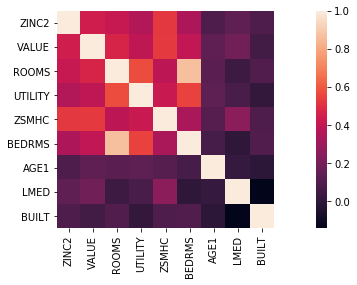 ZINC2
VALUE
ROOMS
UTILITY
ZSMHC
BEDRMS
AGE1
LMED
BUILT
ZINC2
VALUE
ROOMS
UTILITY
ZSMHC
BEDRMS
AGE1
LMED
BUILT
1.0
0.8
0.6
0.4
0.2
0.0